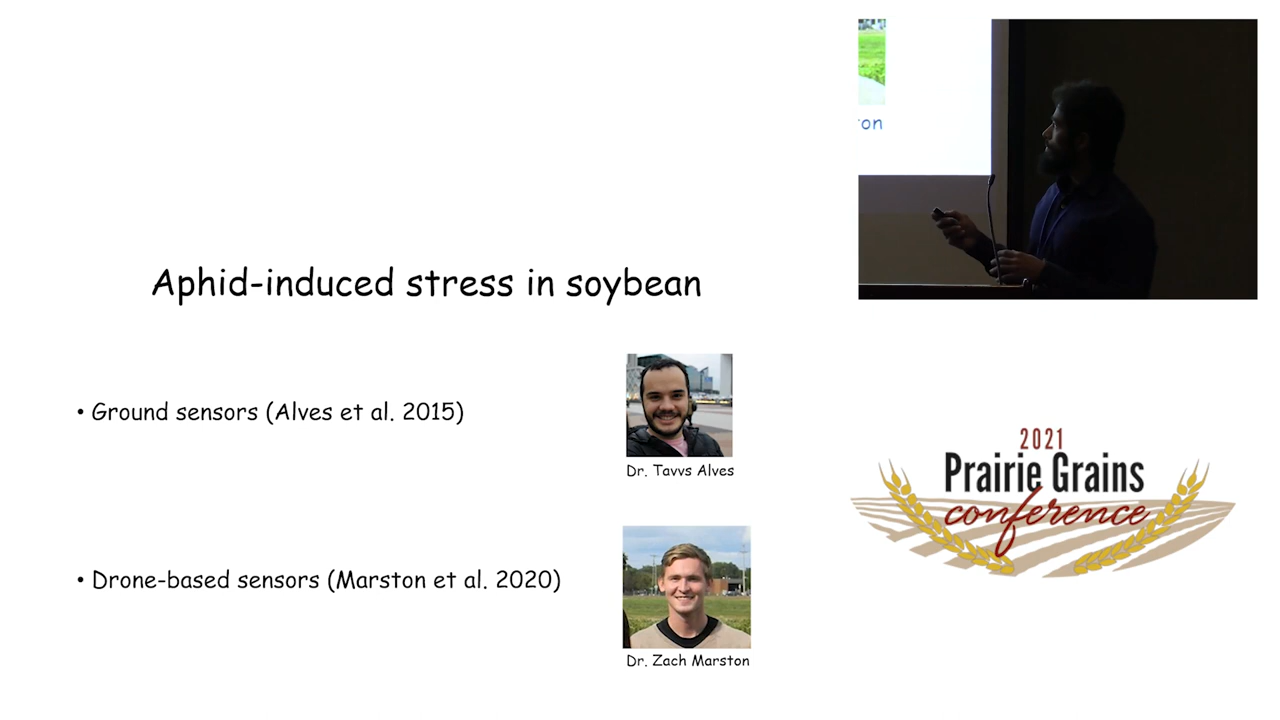 Aphid-induced stress in soybean
• Ground sensors (Alves et al. 2015)
Dr. Tavvs Alves
• Drone-based sensors (Marston et al. 2020)
Dr. Zach Marston
on
2021
Prairie Grains
conference